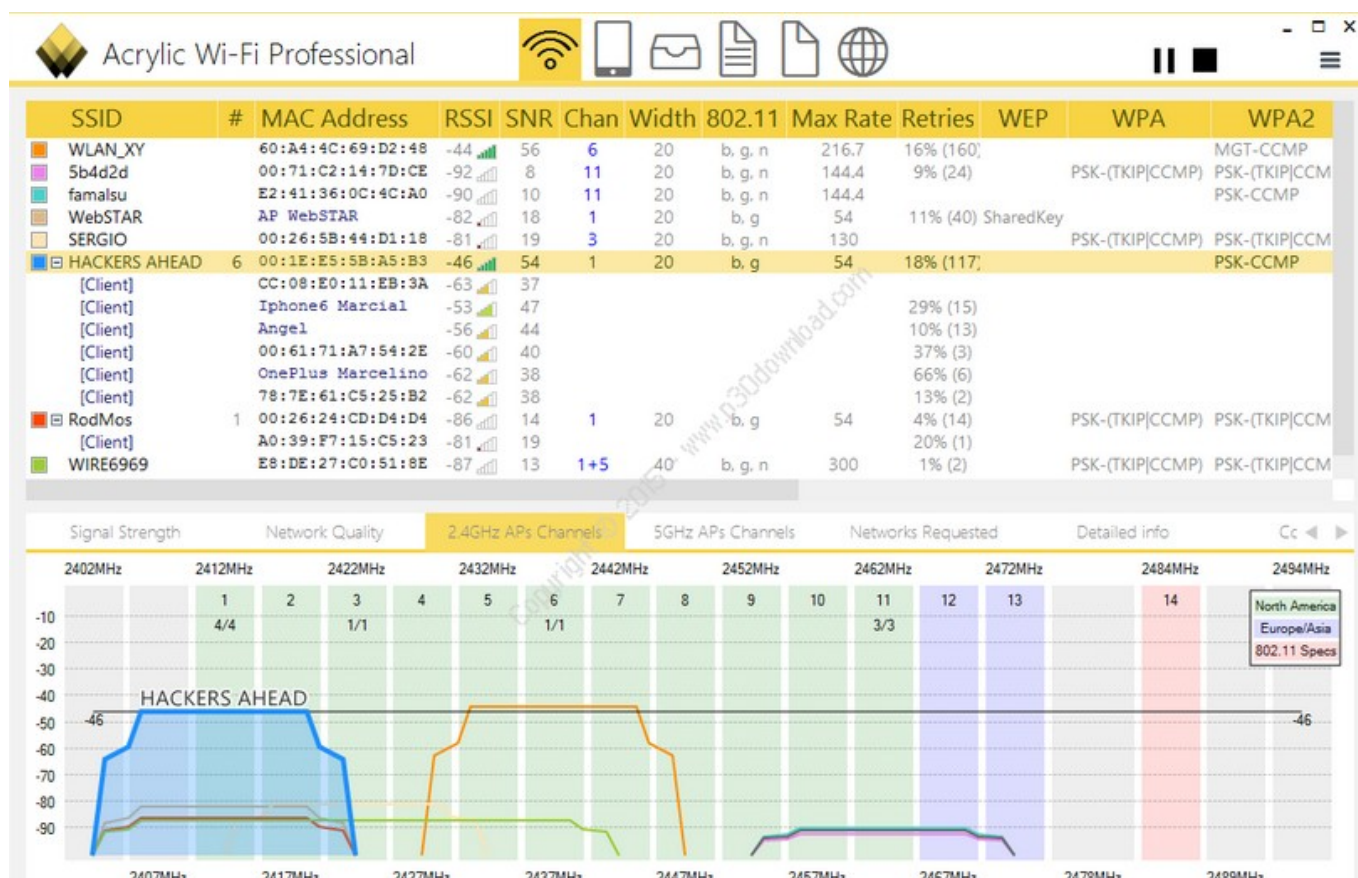 Acrylic Wi-Fi Professional
SSID # MAC Address RSSI SNR Chan Width 802.11 Max Rate Retries WEP WPA WPA2
WLAN_XY 60:A4:4C:69:D2:48 -44 56 6 20 b, g, n 216.7 16% (160) MGT-CCMP
5b4d2d 00:71:C2:14:7D:CE -92 8 11 20 b, g, n 144.4 9% (24) PSK-(TKIP|CCMP) PSK-(TKIP|CCM
famalsu E2:41:36:0C:4C:A0 -90 10 11 20 b, g, n 144.4 PSK-CCMP
WebSTAR AP WebSTAR -82 18 1 20 b, g 54 11% (40) SharedKey
SERGIO 00:26:5B:44:D1:18 -81 19 3 20 b, g, n 130 PSK-(TKIP|CCMP) PSK-(TKIP|CCM
HACKERS AHEAD 6 00:1E:E5:5B:A5:B3 -46 54 1 20 b, g 54 18% (117) PSK-CCMP
[Client] CC:08:E0:11:EB:3A -63 37
[Client] Iphone6 Marcial -53 47 29% (15)
[Client] Angel -56 44 10% (13)
[Client] 00:61:71:A7:54:2E -60 40 37% (3)
[Client] OnePlus Marcelino -62 38 66% (6)
[Client] 78:7E:61:C5:25:B2 -62 38 13% (2)
RodMos 1 00:26:24:CD:D4:D4 -86 14 1 20 b, g 54 4% (14) PSK-(TKIP|CCMP) PSK-(TKIP|CCM
[Client] A0:39:F7:15:C5:23 -81 19 20% (1)
WIRE6969 E8:DE:27:C0:51:8E -87 13 1+5 40 b, g, n 300 1% (2) PSK-(TKIP|CCMP) PSK-(TKIP|CCM
Copyright © 2015 - www.p30download.com
Signal Strength Network Quality 2.4GHz APs Channels 5GHz APs Channels Networks Requested Detailed info Cc
2402MHz 2412MHz 2422MHz 2432MHz 2442MHz 2452MHz 2462MHz 2472MHz 2484MHz 2494MHz
1 2 3 4 5 6 7 8 9 10 11 12 13 14
4/4 1/1 1/1 3/3
North America
Europe/Asia
802.11 Specs
-10
-20
-30
-40
HACKERS AHEAD
-46 -46
-50
-60
-70
-80
-90
2407MHz 2417MHz 2427MHz 2437MHz 2447MHz 2457MHz 2467MHz 2478MHz 2489MHz